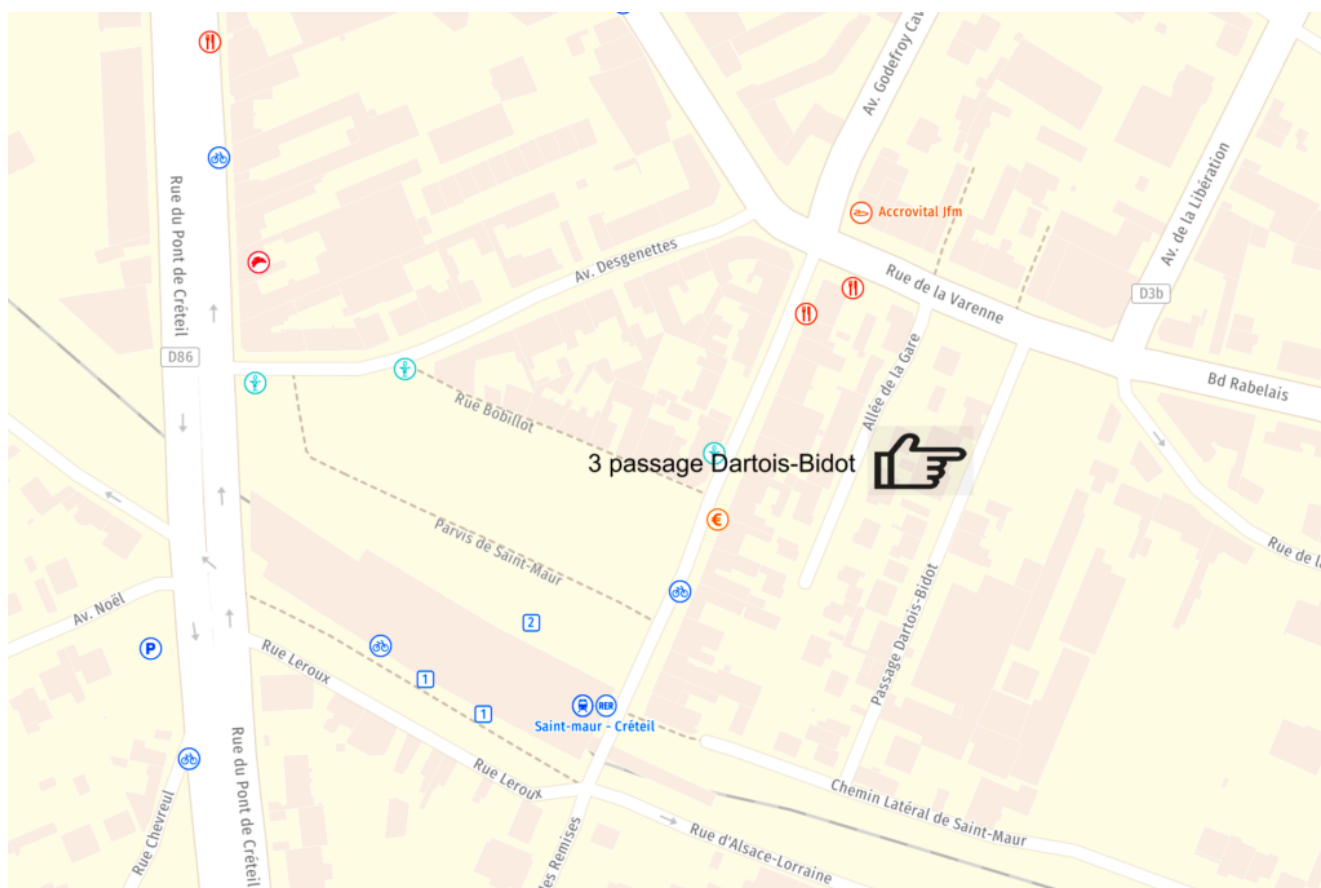 Av. Godefroy Cav
Av. de la Libération
Accrovital Jfm
Rue du Pont de Créteil
Av. Desgenettes
Rue de la Varenne
D3b
D86
Allée de la Gare
Bd Rabelais
Rue Bobillot
3 passage Dartois-Bidot
€
Parvis de Saint-Maur
Rue de l
Av. Noël
Passage Dartois-Bidot
2
P
Rue Leroux
1
1
RER
Saint-maur - Créteil
Rue du Pont de Créteil
Rue Leroux
Chemin Latéral de Saint-Maur
Rue Chevreul
les Remises
Rue d'Alsace-Lorraine